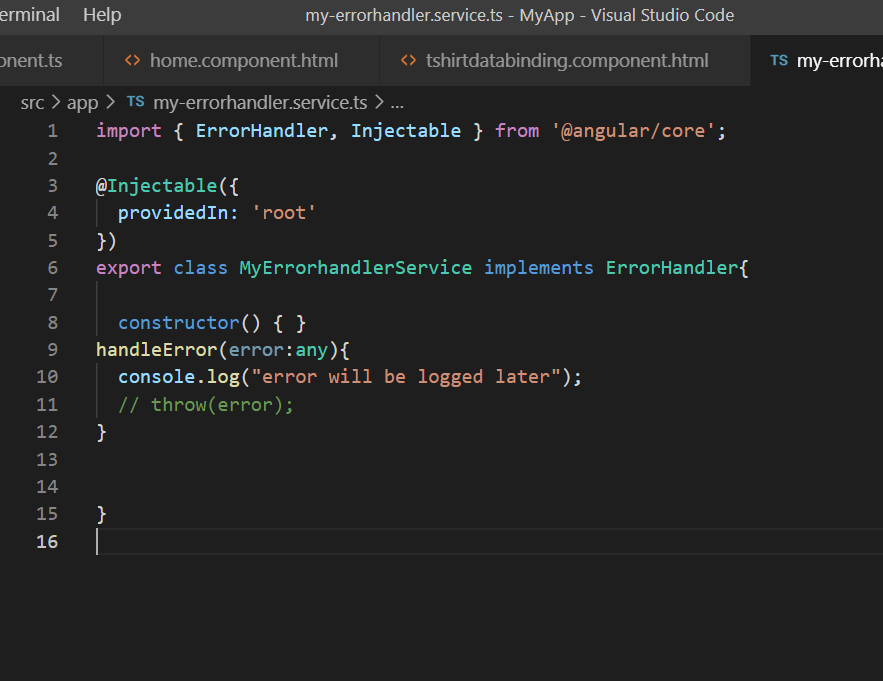 erminal Help my-errorhandler.service.ts - MyApp - Visual Studio Code
onent.ts <> home.component.html <> tshirtdatabinding.component.html TS my-errorha
src > app > TS my-errorhandler.service.ts > ...
1 import { ErrorHandler, Injectable } from '@angular/core';
2
3 @Injectable({
4   providedIn: 'root'
5 })
6 export class MyErrorhandlerService implements ErrorHandler{
7
8   constructor() { }
9 handleError(error:any){
10   console.log("error will be logged later");
11   // throw(error);
12 }
13
14
15 }
16